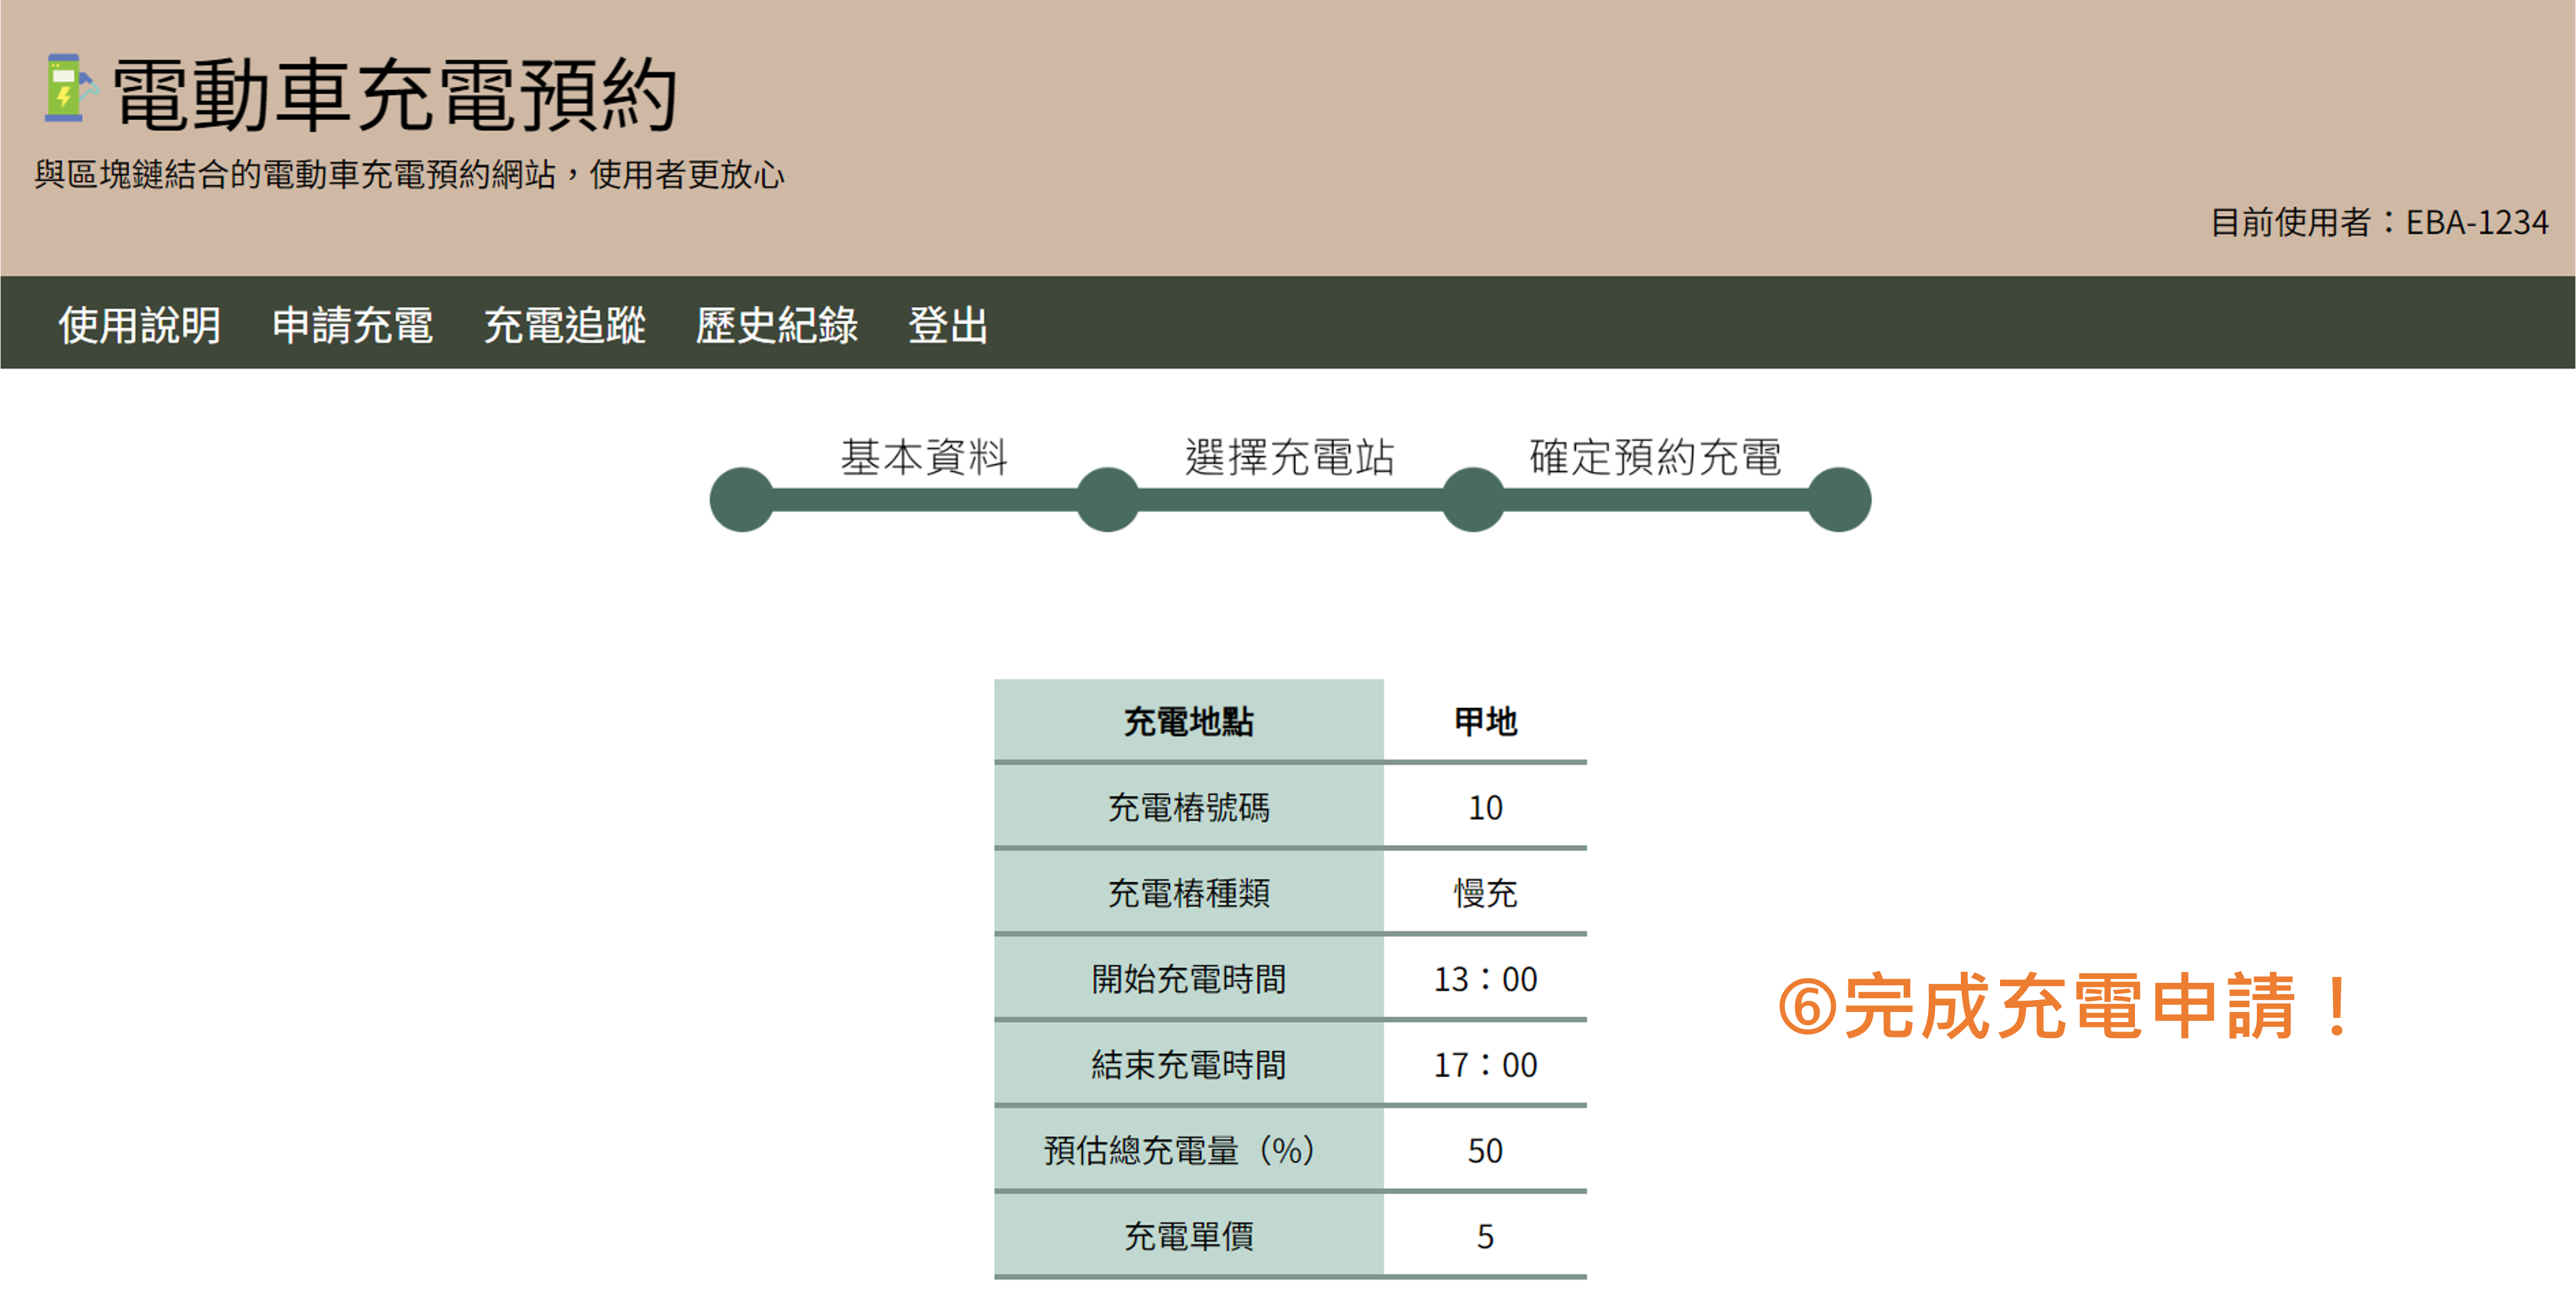 電動車充電預約
與區塊鏈結合的電動車充電預約網站，使用者更放心
目前使用者：EBA-1234
使用說明 申請充電 充電追蹤 歷史紀錄 登出
基本資料 選擇充電站 確定預約充電
充電地點 甲地
充電樁號碼 10
充電樁種類 慢充
開始充電時間 13：00
結束充電時間 17：00
預估總充電量（%） 50
充電單價 5
⑥完成充電申請！